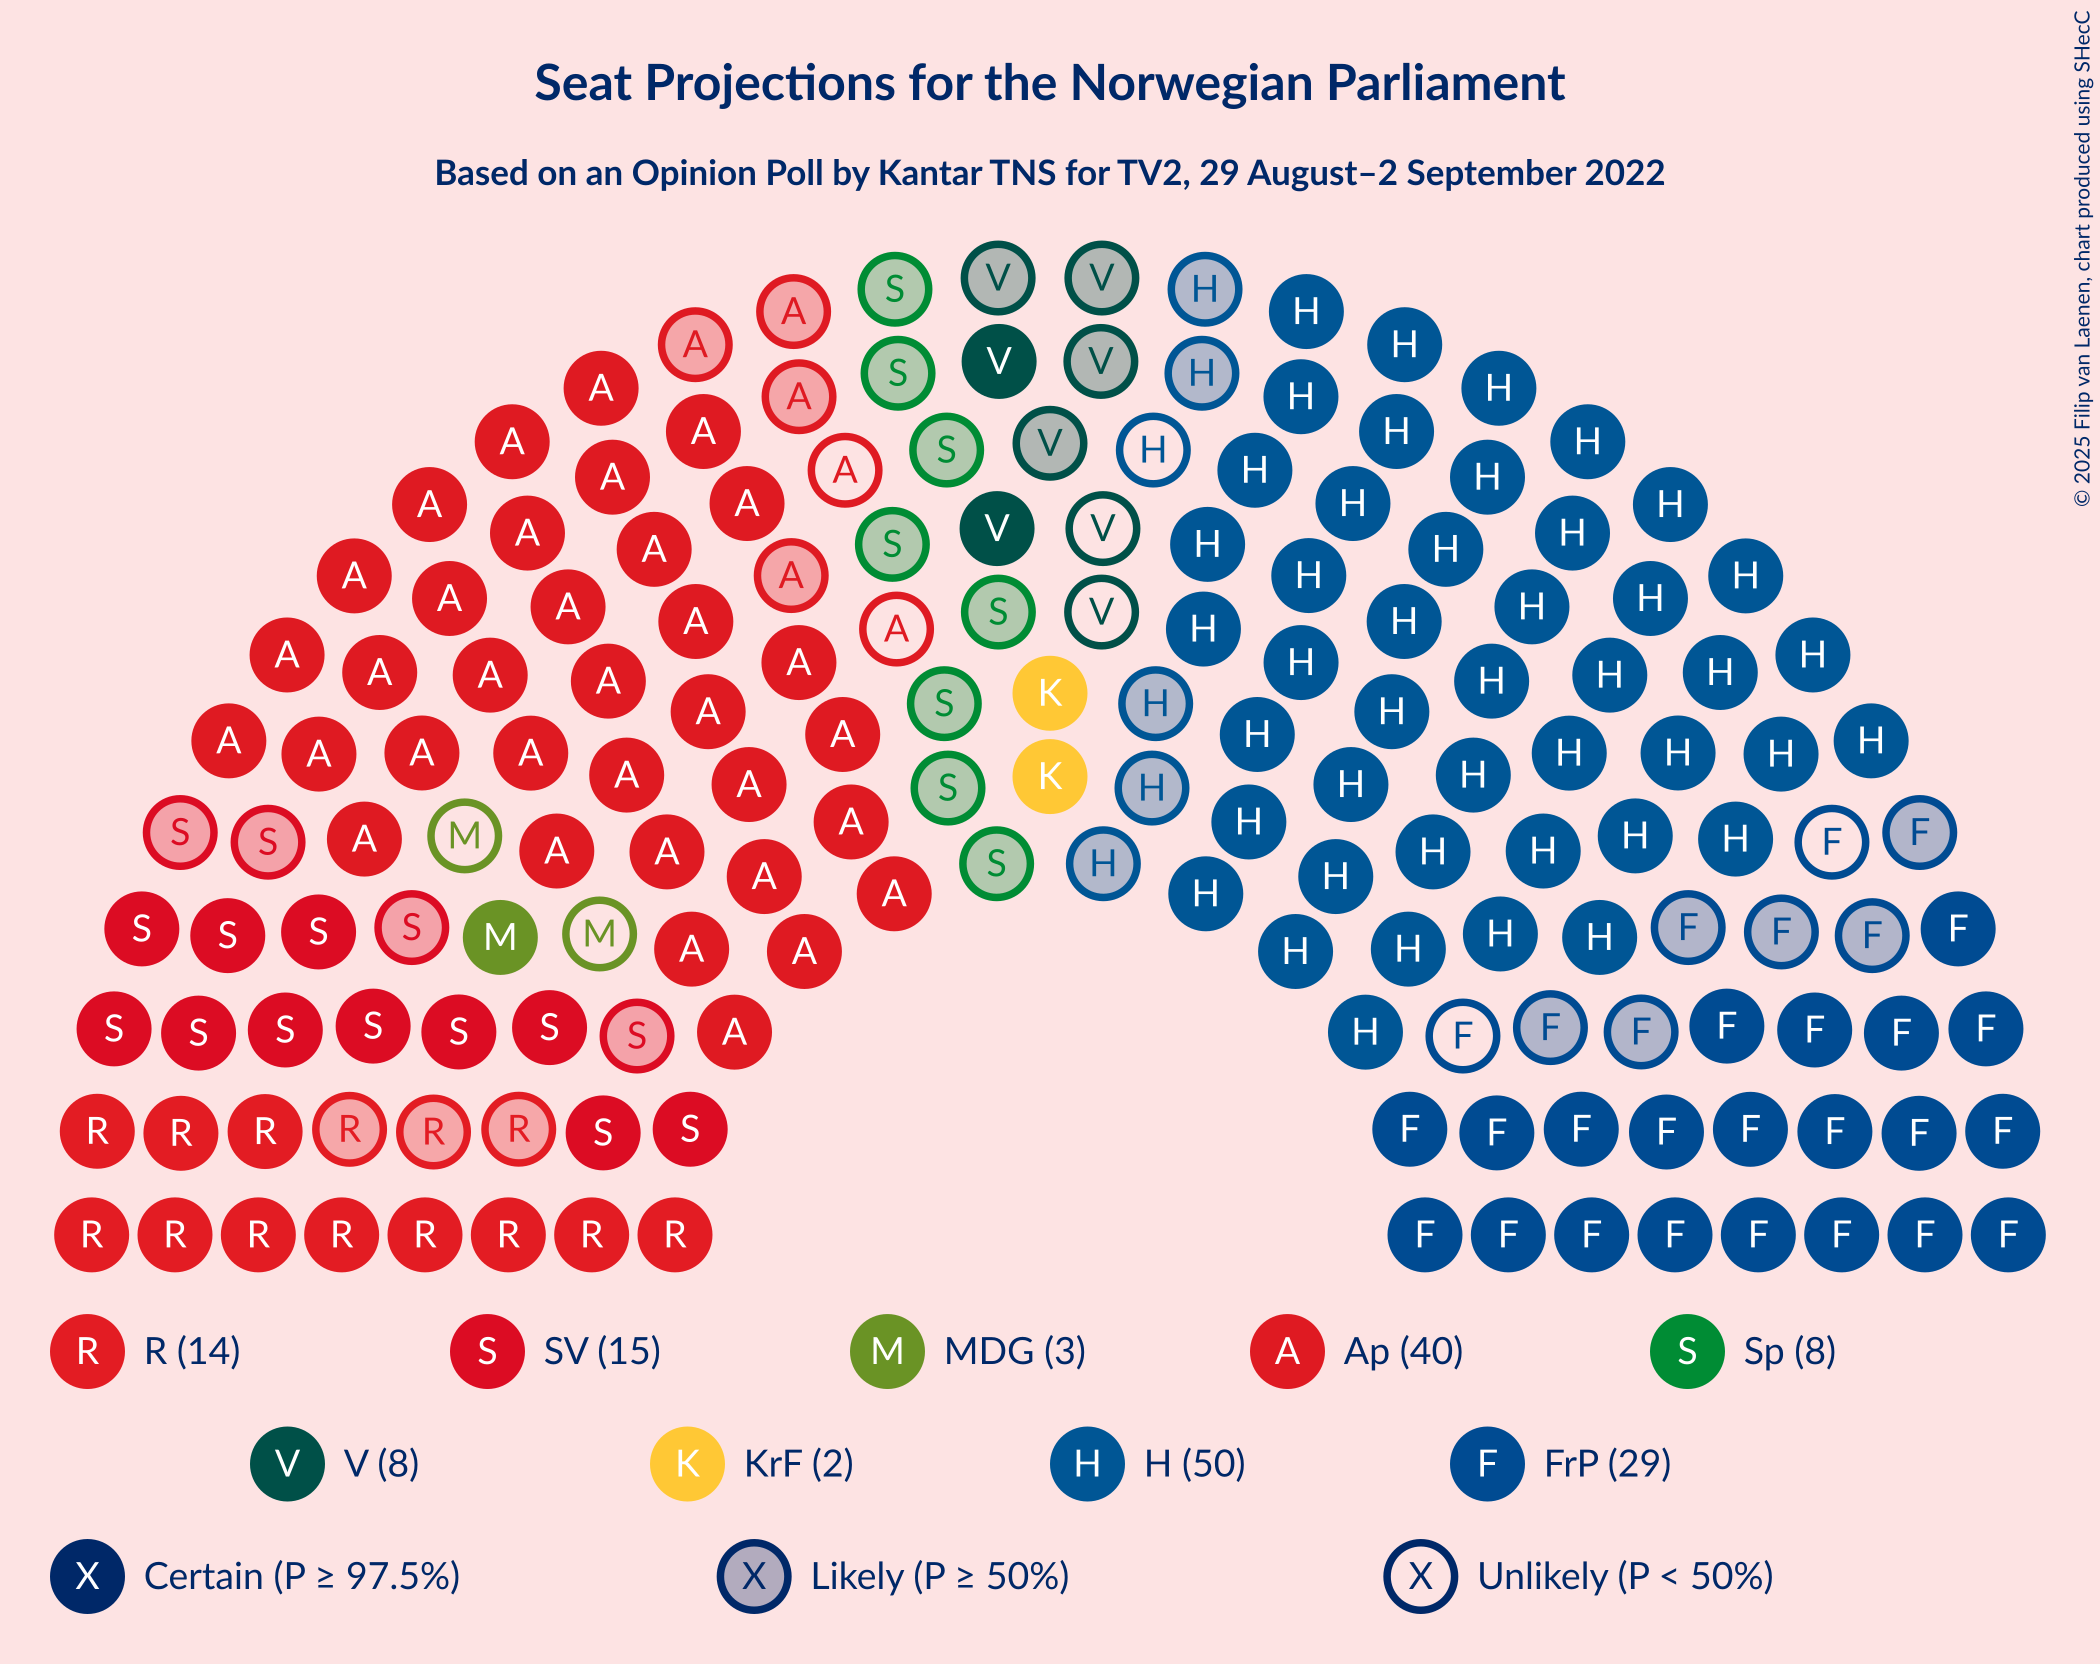 Seat Projections for the Norwegian Parliament
Based on an Opinion Poll by Kantar TNS for TV2, 29 August–2 September 2022
© 2025 Filip van Laenen, chart produced using SHecC
A A S V V H H H
A A S V V H H H
A A A S V H H H H
A A A S V V H H H H
A A A A H H H H
A A A A S V H H H H
A A A A A K H H H H H
A A A A A A S H H H H H H H
A A S K H H H
S S A M A A A H H H H H F F
A A S H H H
S S S S M M A A H H H H F F F F
S S S S S S S A H F F F F F F F
R R R R R R S S F F F F F F F F
R R R R R R R R F F F F F F F F
R R (14) S SV (15) M MDG (3) A Ap (40) S Sp (8)
V V (8) K KrF (2) H H (50) F FrP (29)
X Certain (P ≥ 97.5%) X Likely (P ≥ 50%) X Unlikely (P < 50%)